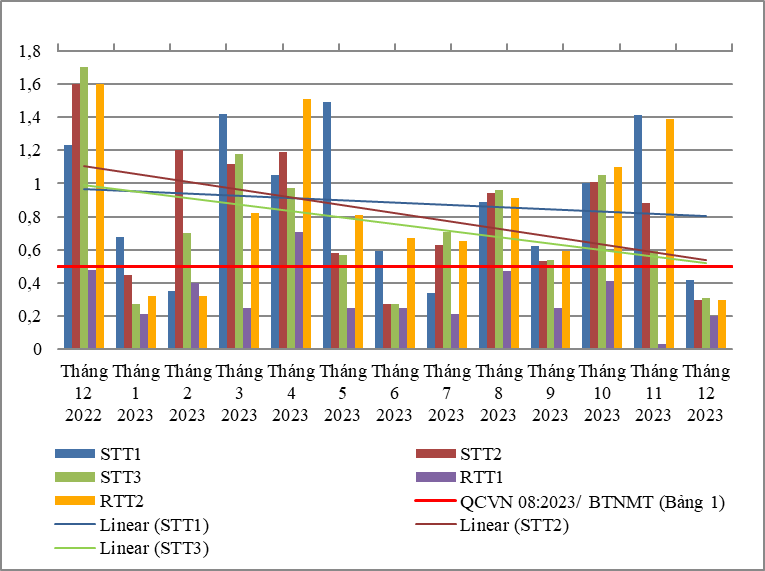 1,8
1,6
1,4
1,2
1
0,8
0,6
0,4
0,2
0
Tháng Tháng Tháng Tháng Tháng Tháng Tháng Tháng Tháng Tháng Tháng Tháng Tháng
12 1 2 3 4 5 6 7 8 9 10 11 12
2022 2023 2023 2023 2023 2023 2023 2023 2023 2023 2023 2023 2023
STT1 STT2
STT3 RTT1
RTT2 QCVN 08:2023/ BTNMT (Bảng 1)
Linear (STT1) Linear (STT2)
Linear (STT3)